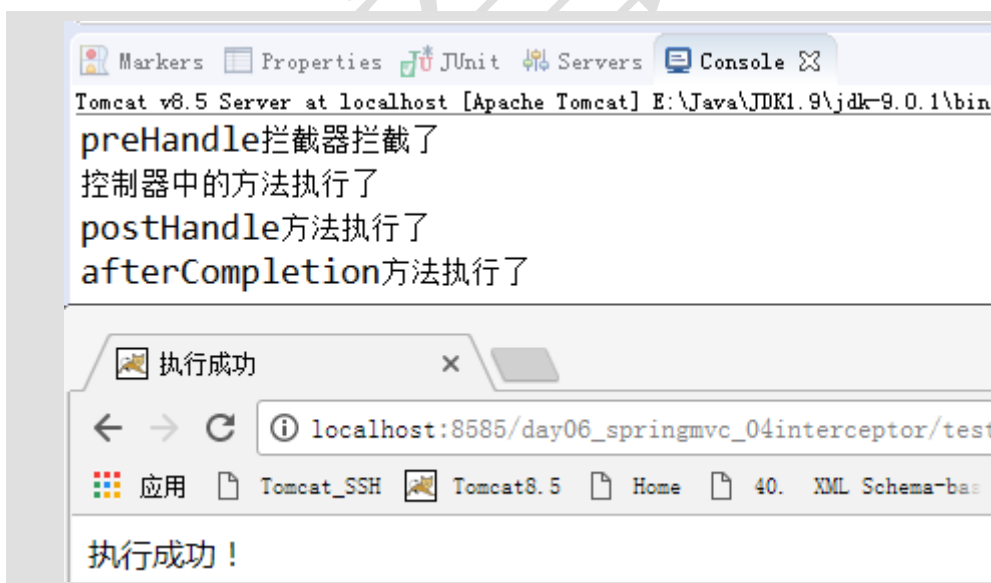 Markers Properties JUnit Servers Console
Tomcat v8.5 Server at localhost [Apache Tomcat] E:\Java\JDK1.9\jdk-9.0.1\bin
preHandle拦截器拦截了
控制器中的方法执行了
postHandle方法执行了
afterCompletion方法执行了
执行成功
localhost:8585/day06_springmvc_04interceptor/test
应用 Tomcat_SSH Tomcat8.5 Home 40. XML Schema-bas
执行成功！